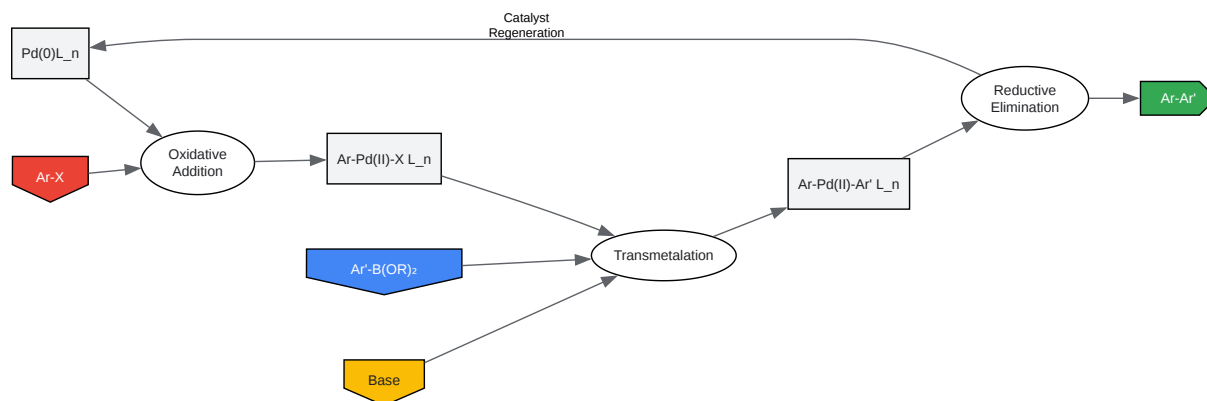 Catalyst
Regeneration
Pd(0)L_n
Reductive
Elimination
Ar-Ar'
Oxidative
Addition
Ar-Pd(II)-X L_n
Ar-X
Ar-Pd(II)-Ar' L_n
Transmetalation
Ar'-B(OR)₂
Base